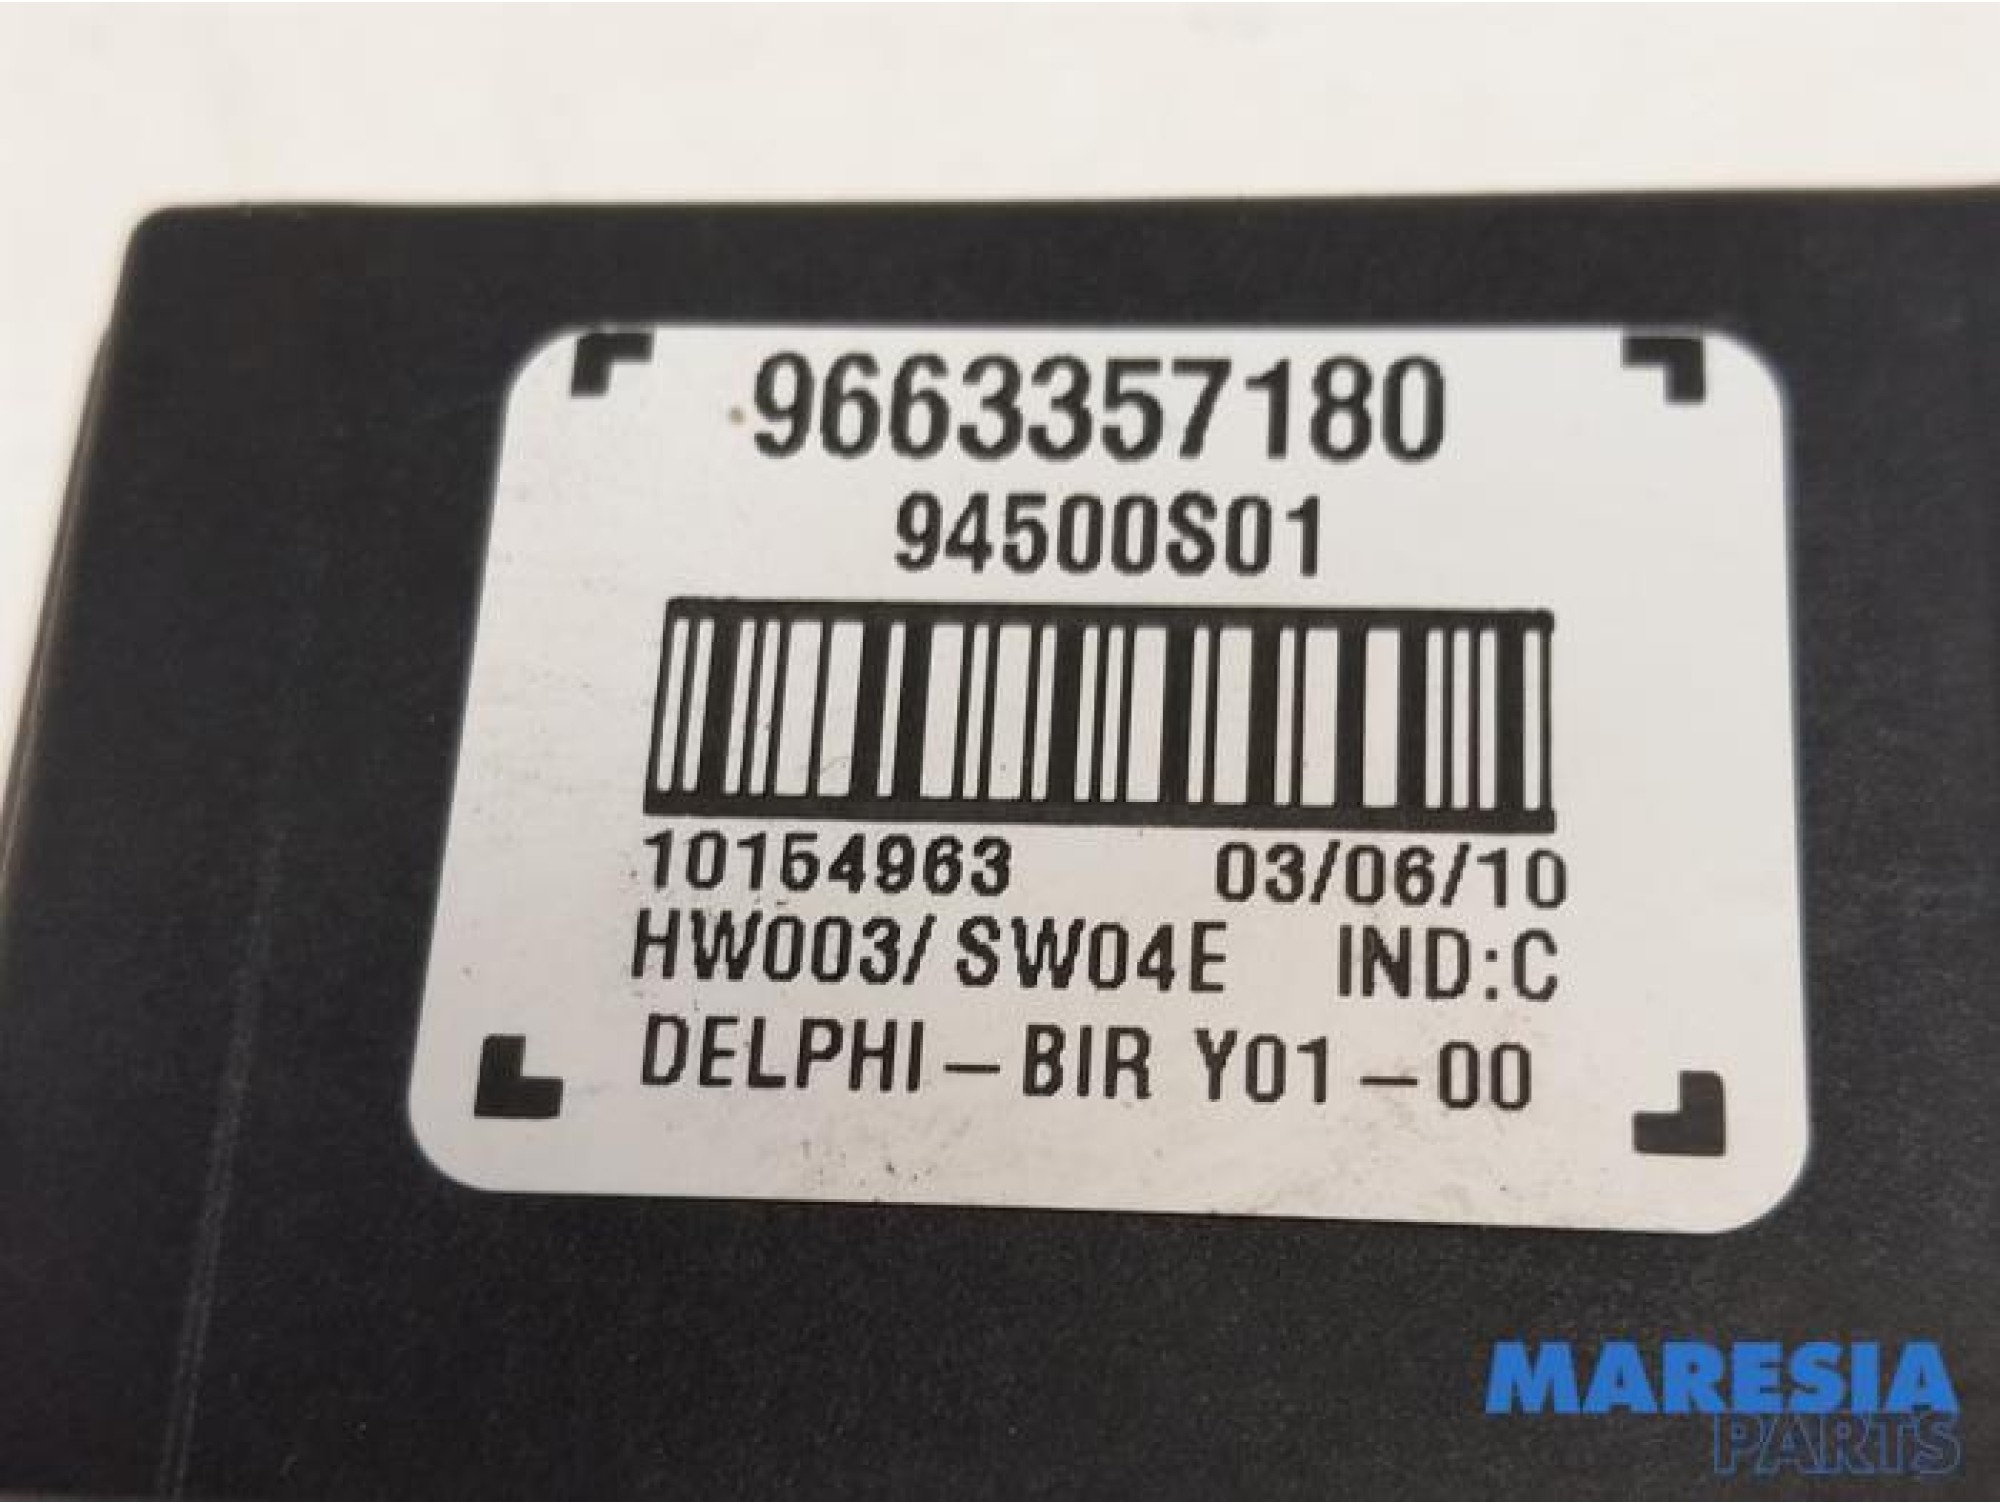 9663357180
94500S01
10154963 03/06/10
HW003/SW04E IND:C
DELPHI-BIR Y01-00
MARESIA
PARTS